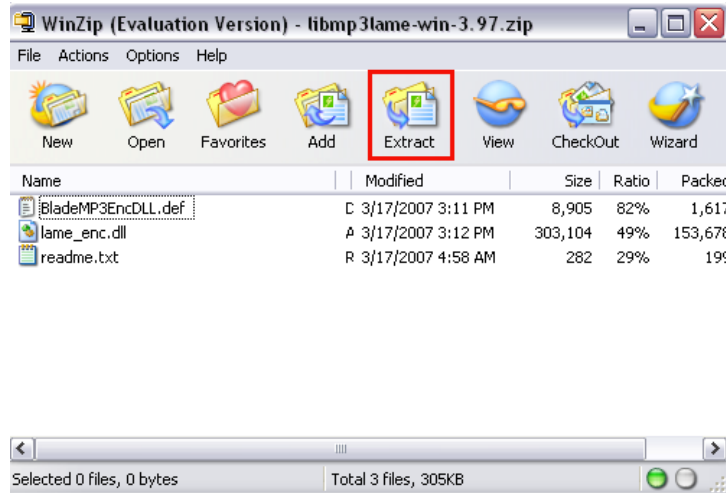 WinZip (Evaluation Version) - libmp3lame-win-3.97.zip
File Actions Options Help
New Open Favorites Add Extract View CheckOut Wizard
Name Modified Size Ratio Packed
BladeMP3EncDLL.def D 3/17/2007 3:11 PM 8,905 82% 1,617
lame_enc.dll A 3/17/2007 3:12 PM 303,104 49% 153,678
readme.txt R 3/17/2007 4:58 AM 282 29% 199
Selected 0 files, 0 bytes Total 3 files, 305KB